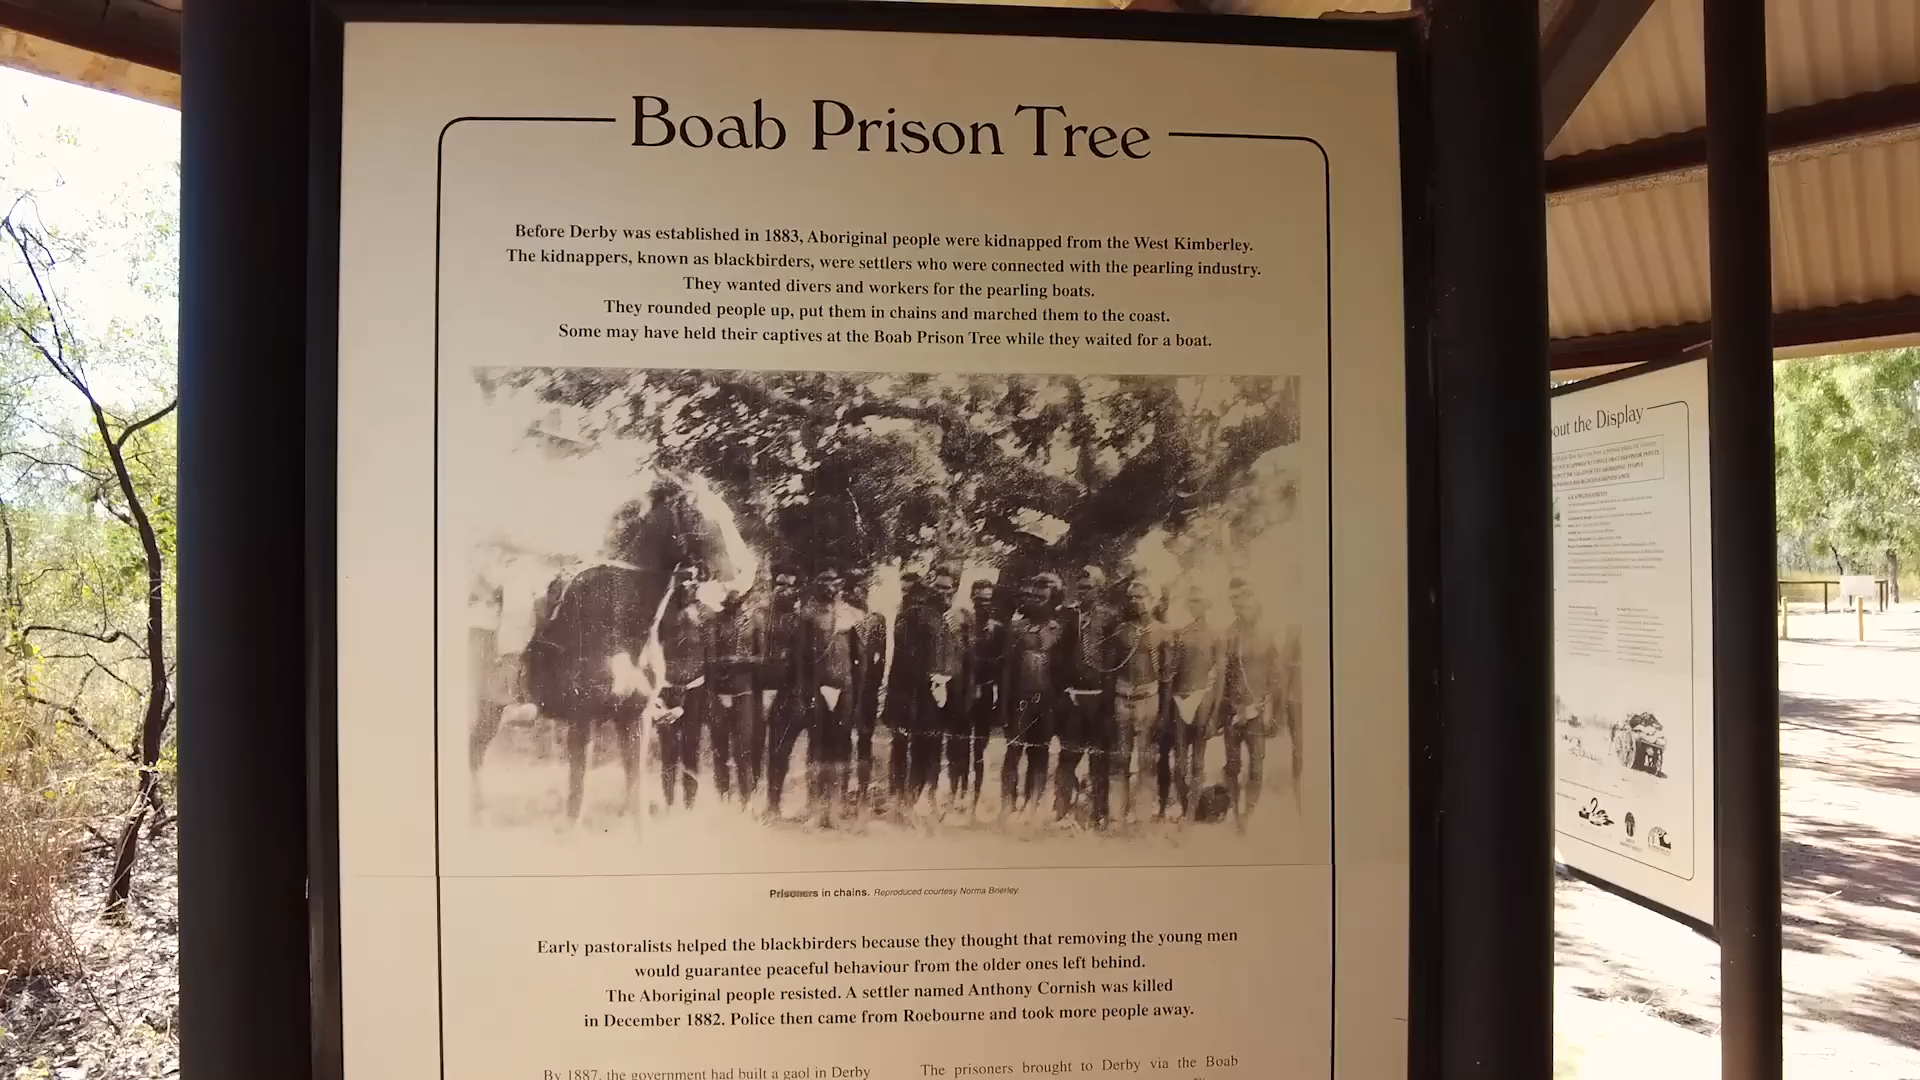 Boab Prison Tree
Before Derby was established in 1883, Aboriginal people were kidnapped from the West Kimberley.
The kidnappers, known as blackbirders, were settlers who were connected with the pearling industry.
They wanted divers and workers for the pearling boats.
They rounded people up, put them in chains and marched them to the coast.
Some may have held their captives at the Boab Prison Tree while they waited for a boat.
Prisoners in chains. Reproduced courtesy Norma Brierley.
Early pastoralists helped the blackbirders because they thought that removing the young men
would guarantee peaceful behaviour from the older ones left behind.
The Aboriginal people resisted. A settler named Anthony Cornish was killed
in December 1882. Police then came from Roebourne and took more people away.
By 1887, the government had built a gaol in Derby
The prisoners brought to Derby via the Boab
out the Display